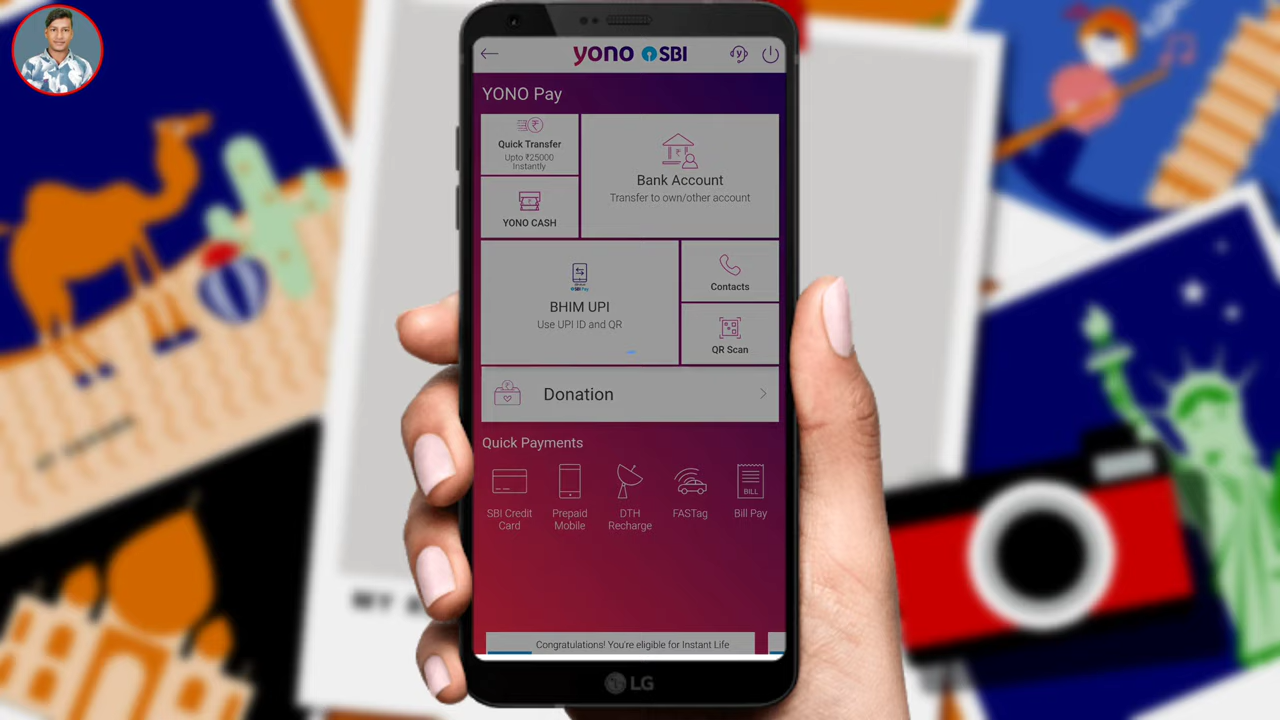 yono SBI
YONO Pay
Quick Transfer
Upto ₹25000
Instantly
Bank Account
Transfer to own/other account
YONO CASH
BHIM UPI
Use UPI ID and QR
Contacts
QR Scan
Donation
Quick Payments
SBI Credit
Card
Prepaid
Mobile
DTH
Recharge
FASTag
BILL
Bill Pay
Congratulations! You're eligible for Instant Life
LG